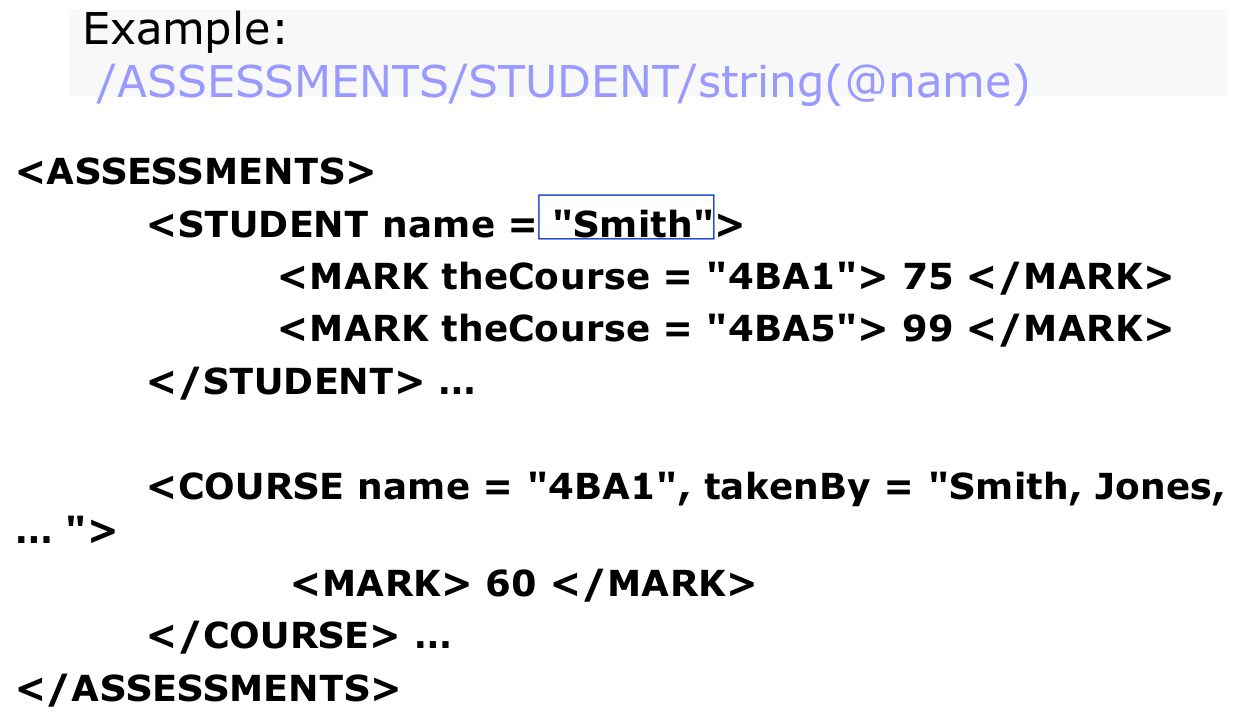 Example:
/ASSESSMENTS/STUDENT/string(@name)
<ASSESSMENTS>
<STUDENT name = "Smith">
<MARK theCourse = "4BA1"> 75 </MARK>
<MARK theCourse = "4BA5"> 99 </MARK>
</STUDENT> ...
<COURSE name = "4BA1", takenBy = "Smith, Jones,
... ">
<MARK> 60 </MARK>
</COURSE> ...
</ASSESSMENTS>